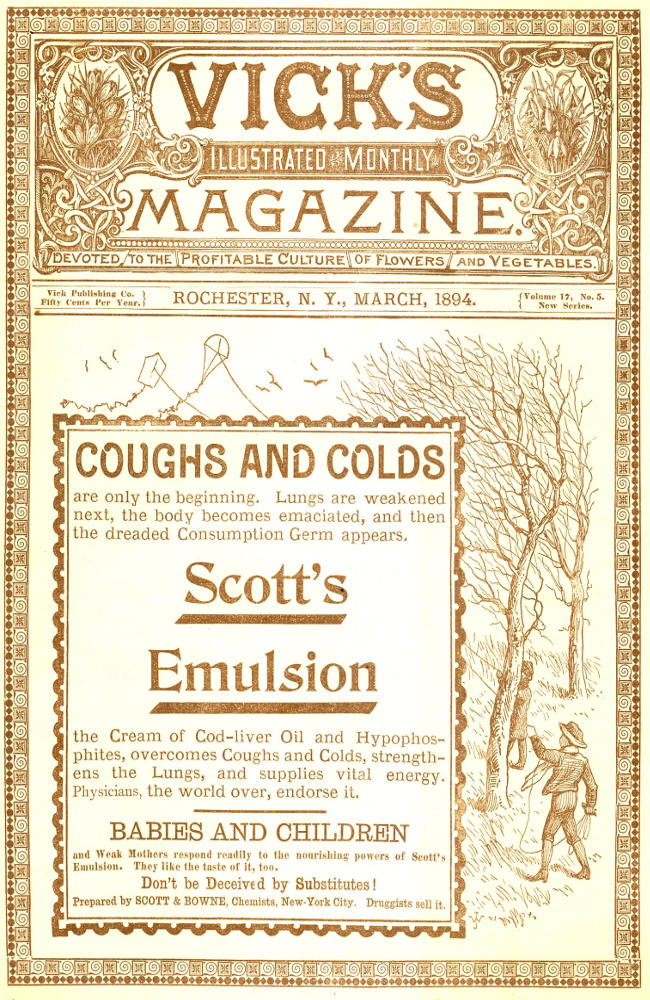 VICK'S
ILLUSTRATED MONTHLY
MAGAZINE.
DEVOTED TO THE PROFITABLE CULTURE OF FLOWERS AND VEGETABLES.
Vick Publishing Co.
Fifty Cents Per Year.}
ROCHESTER, N. Y., MARCH, 1894.
{Volume 17, No. 5.
New Series.
COUGHS AND COLDS
are only the beginning. Lungs are weakened
next, the body becomes emaciated, and then
the dreaded Consumption Germ appears.
Scott's
Emulsion
the Cream of Cod-liver Oil and Hypophos-
phites, overcomes Coughs and Colds, strength-
ens the Lungs, and supplies vital energy.
Physicians, the world over, endorse it.
BABIES AND CHILDREN
and Weak Mothers respond readily to the nourishing powers of Scott's
Emulsion. They like the taste of it, too.
Don't be Deceived by Substitutes!
Prepared by SCOTT & BOWNE, Chemists, New-York City. Druggists sell it.